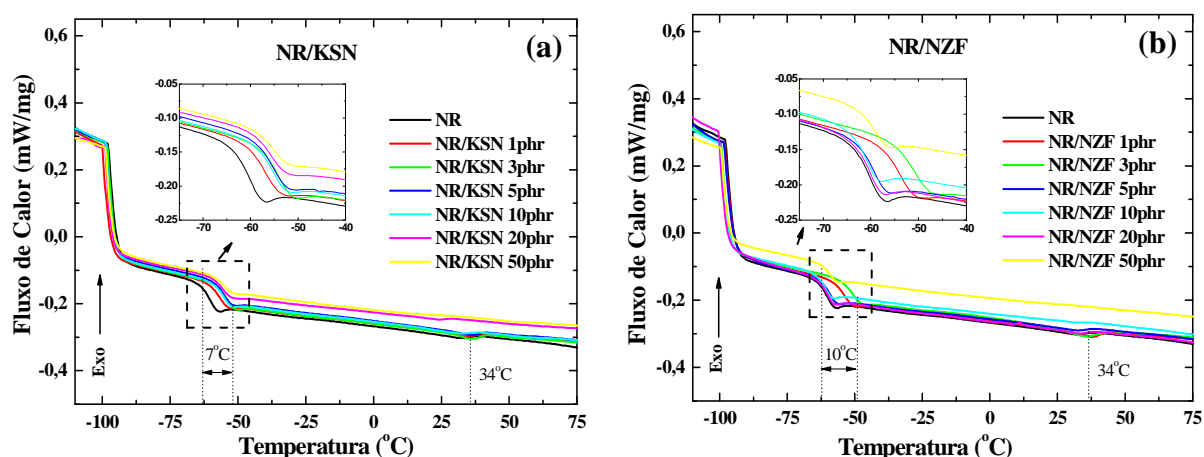 (a)
NR/KSN
Fluxo de Calor (mW/mg)
0,6
0,4
0,2
0,0
-0,2
-0,4
-0.05
-0.10
-0.15
-0.20
-0.25
-70
-60
-50
-40
NR
NR/KSN 1phr
NR/KSN 3phr
NR/KSN 5phr
NR/KSN 10phr
NR/KSN 20phr
NR/KSN 50phr
Exo
7°C
34°C
-100
-75
-50
-25
0
25
50
75
Temperatura (°C)
(b)
NR/NZF
Fluxo de Calor (mW/mg)
0,6
0,4
0,2
0,0
-0,2
-0,4
-0.05
-0.10
-0.15
-0.20
-0.25
-70
-60
-50
-40
NR
NR/NZF 1phr
NR/NZF 3phr
NR/NZF 5phr
NR/NZF 10phr
NR/NZF 20phr
NR/NZF 50phr
Exo
10°C
34°C
-100
-75
-50
-25
0
25
50
75
Temperatura (°C)